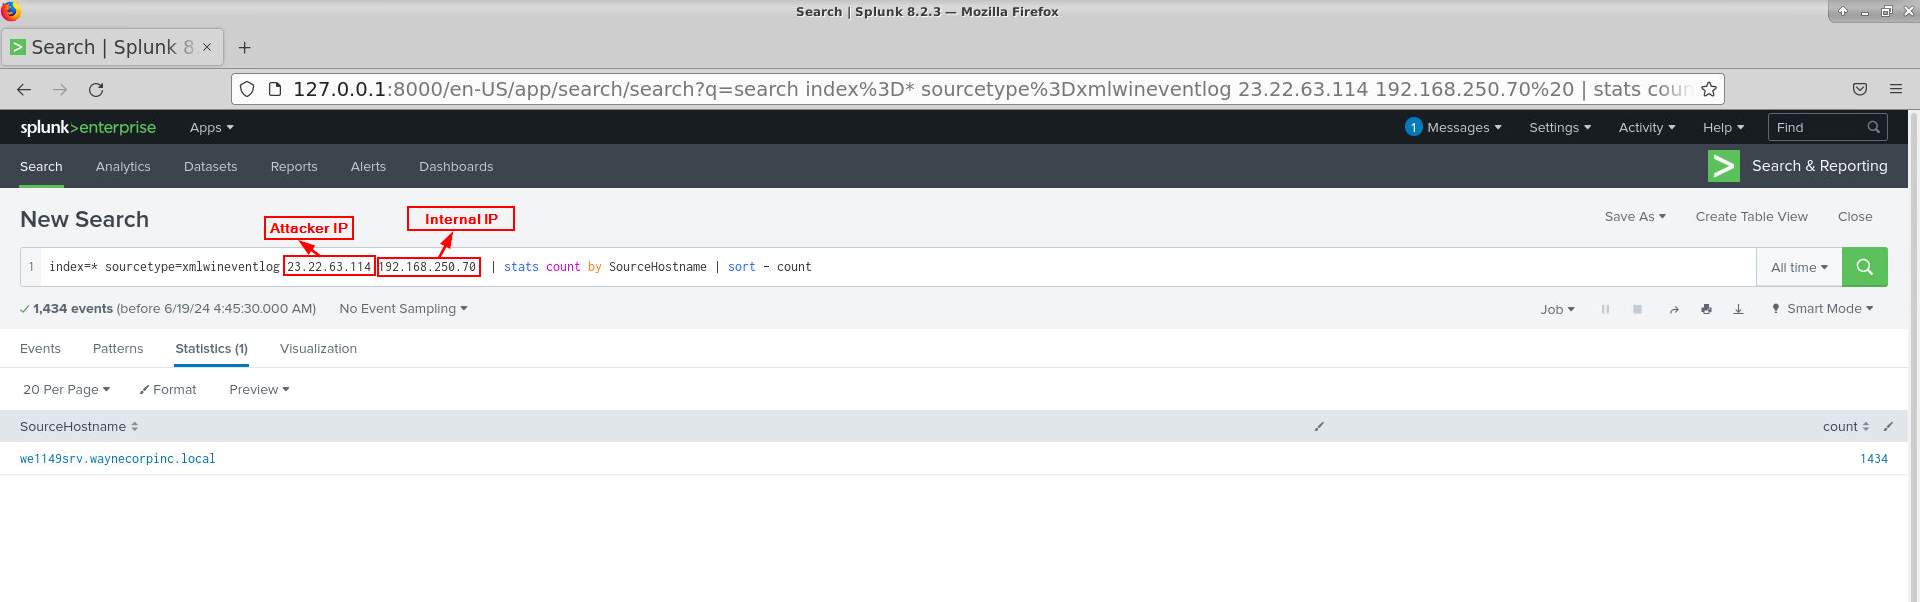 Search | Splunk 8.2.3 — Mozilla Firefox
Search | Splunk 8
127.0.0.1:8000/en-US/app/search/search?q=search index%3D* sourcetype%3Dxmlwineventlog 23.22.63.114 192.168.250.70%20 | stats coun
splunk>enterprise Apps 1 Messages Settings Activity Help Find
Search Analytics Datasets Reports Alerts Dashboards Search & Reporting
New Search Save As Create Table View Close
Attacker IP Internal IP
1 index=* sourcetype=xmlwineventlog 23.22.63.114 192.168.250.70 | stats count by SourceHostname | sort - count All time
1,434 events (before 6/19/24 4:45:30.000 AM) No Event Sampling Job Smart Mode
Events Patterns Statistics (1) Visualization
20 Per Page Format Preview
SourceHostname count
we1149srv.waynecorpinc.local 1434